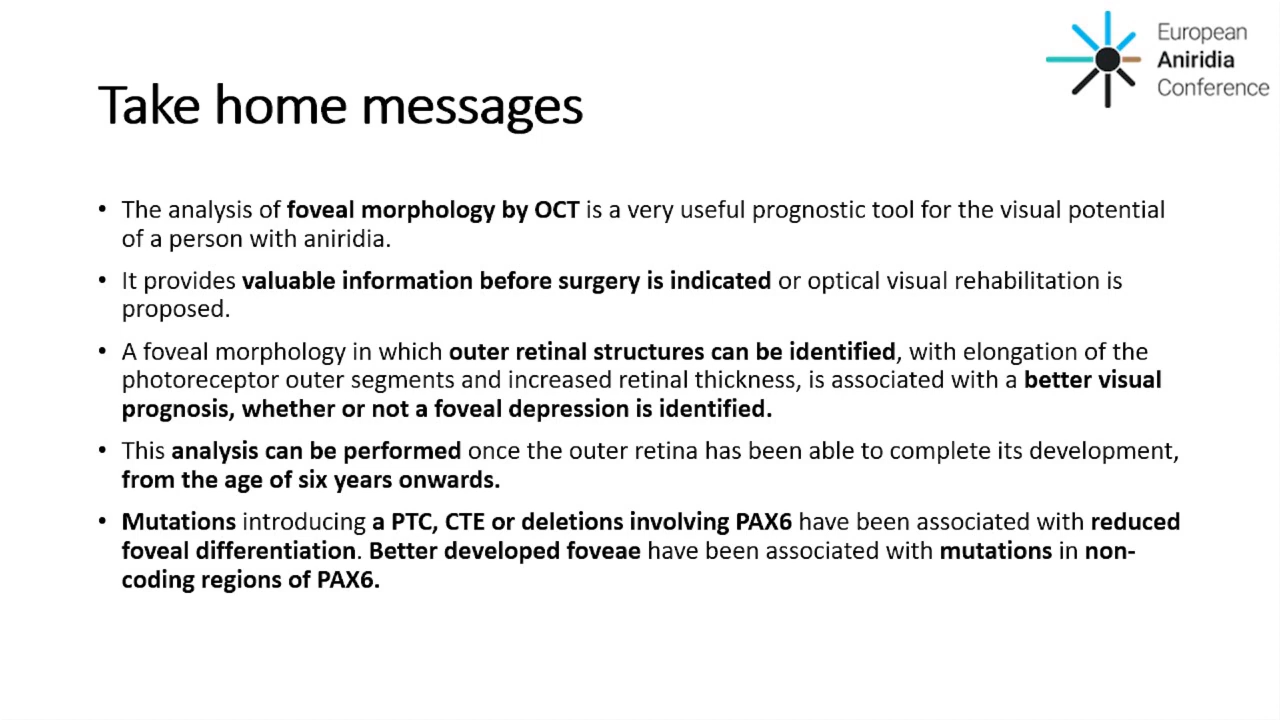 European
Aniridia
Conference
Take home messages
• The analysis of foveal morphology by OCT is a very useful prognostic tool for the visual potential
of a person with aniridia.
• It provides valuable information before surgery is indicated or optical visual rehabilitation is
proposed.
• A foveal morphology in which outer retinal structures can be identified, with elongation of the
photoreceptor outer segments and increased retinal thickness, is associated with a better visual
prognosis, whether or not a foveal depression is identified.
• This analysis can be performed once the outer retina has been able to complete its development,
from the age of six years onwards.
• Mutations introducing a PTC, CTE or deletions involving PAX6 have been associated with reduced
foveal differentiation. Better developed foveae have been associated with mutations in non-
coding regions of PAX6.